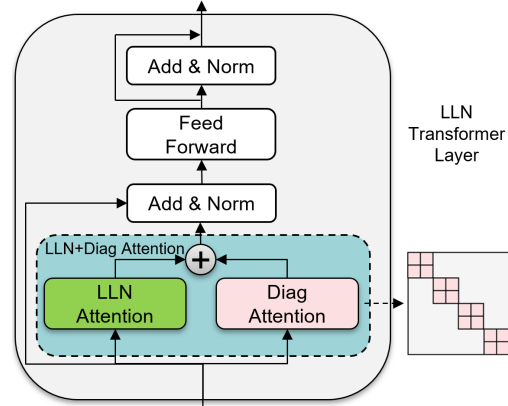 Add & Norm
Feed
Forward
Add & Norm
LLN+Diag Attention
+
LLN
Attention
Diag
Attention
LLN
Transformer
Layer